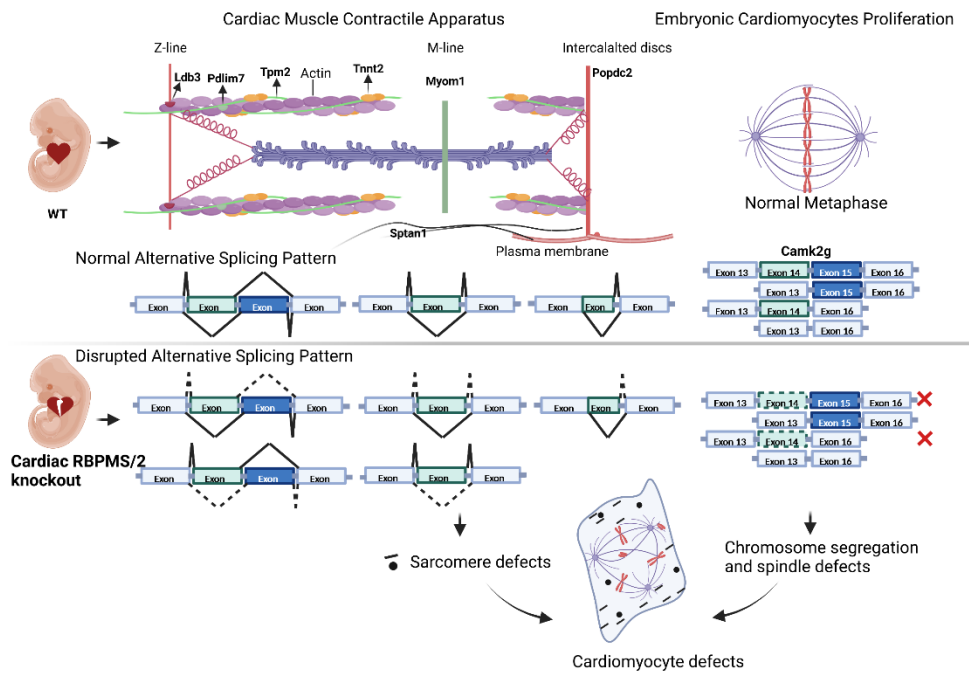 Cardiac Muscle Contractile Apparatus
Embryonic Cardiomyocytes Proliferation
Z-line
M-line
Intercalalted discs
Ldb3
Pdlim7
Tpm2
Actin
Tnnt2
Myom1
Popdc2
WT
Normal Metaphase
Sptan1
Plasma membrane
Normal Alternative Splicing Pattern
Camk2g
Exon Exon Exon Exon
Exon Exon Exon
Exon Exon Exon
Exon 13 Exon 14 Exon 15 Exon 16
Exon 13 Exon 15 Exon 16
Exon 13 Exon 14 Exon 16
Exon 13 Exon 16
Disrupted Alternative Splicing Pattern
Exon Exon Exon Exon
Exon Exon Exon
Exon Exon Exon
Exon 13 Exon 14 Exon 15 Exon 16
Exon 13 Exon 15 Exon 16
Exon 13 Exon 14 Exon 16
Exon 13 Exon 16
Cardiac RBPMS/2
knockout
Exon Exon Exon Exon
Exon Exon Exon
Sarcomere defects
Chromosome segregation
and spindle defects
Cardiomyocyte defects